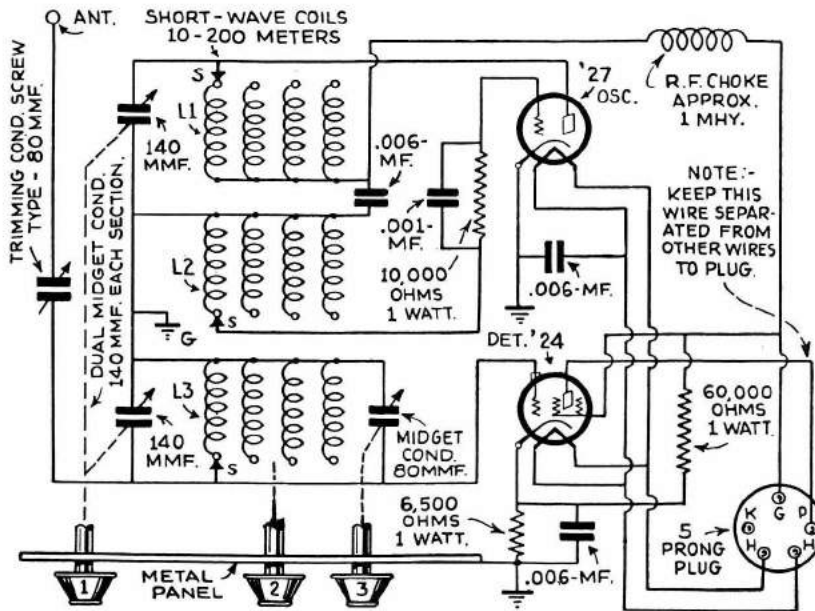 ANT.
SHORT-WAVE COILS
10-200 METERS
TRIMMING COND. SCREW
TYPE - 80 MMF.
DUAL MIDGET COND.
140 MMF. EACH SECTION.
S
L1
140
MMF.
.006-
MF.
.001-
MF.
10,000
OHMS
1 WATT.
'27
OSC.
R.F. CHOKE
APPROX.
1 MHY.
NOTE:-
KEEP THIS
WIRE SEPAR-
ATED FROM
OTHER WIRES
TO PLUG.
L2
S
G
.006-MF.
DET. '24
L3
S
140
MMF.
MIDGET
COND.
80MMF.
60,000
OHMS
1 WATT.
6,500
OHMS
1 WATT.
.006-MF.
5
PRONG
PLUG
K
G
P
H
H
METAL
PANEL
1
2
3